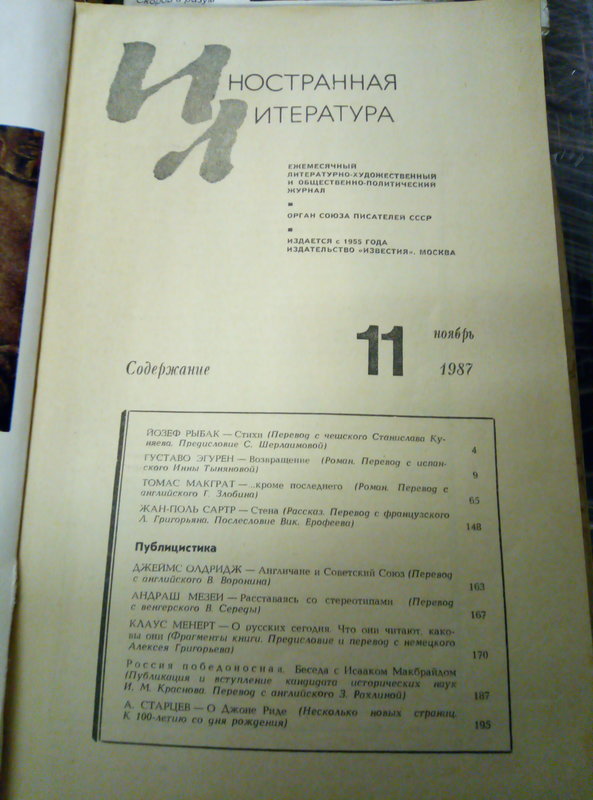 Скоров в разум
ИНОСТРАННАЯ
ЛИТЕРАТУРА
ЕЖЕМЕСЯЧНЫЙ
ЛИТЕРАТУРНО-ХУДОЖЕСТВЕННЫЙ
И ОБЩЕСТВЕННО-ПОЛИТИЧЕСКИЙ
ЖУРНАЛ
ОРГАН СОЮЗА ПИСАТЕЛЕЙ СССР
ИЗДАЕТСЯ с 1955 ГОДА
ИЗДАТЕЛЬСТВО «ИЗВЕСТИЯ». МОСКВА
11 ноябрь
Содержание 1987
ЙОЗЕФ РЫБАК — Стихи (Перевод с чешского Станислава Ку-
няева. Предисловие С. Шерлаимовой) 4
ГУСТАВО ЭГУРЕН — Возвращение (Роман. Перевод с испан-
ского Инны Тыняновой) 9
ТОМАС МАКГРАТ — ...кроме последнего (Роман. Перевод с
английского Г. Злобина) 65
ЖАН-ПОЛЬ САРТР — Стена (Рассказ. Перевод с французского
Л. Григорьяна. Послесловие Вик. Ерофеева) 148
Публицистика
ДЖЕЙМС ОЛДРИДЖ — Англичане и Советский Союз (Перевод
с английского В. Воронина) 163
АНДРАШ МЕЗЕИ — Расставаясь со стереотипами (Перевод
с венгерского В. Середы) 167
КЛАУС МЕНЕРТ — О русских сегодня. Что они читают, како-
вы они (Фрагменты книги. Предисловие и перевод с немецкого
Алексея Григорьева) 170
Россия победоносная. Беседа с Исааком Макбрайдом
(Публикация и вступление кандидата исторических наук
И. М. Краснова. Перевод с английского З. Рахлиной) 187
А. СТАРЦЕВ — О Джоне Риде (Несколько новых страниц.
К 100-летию со дня рождения) 195